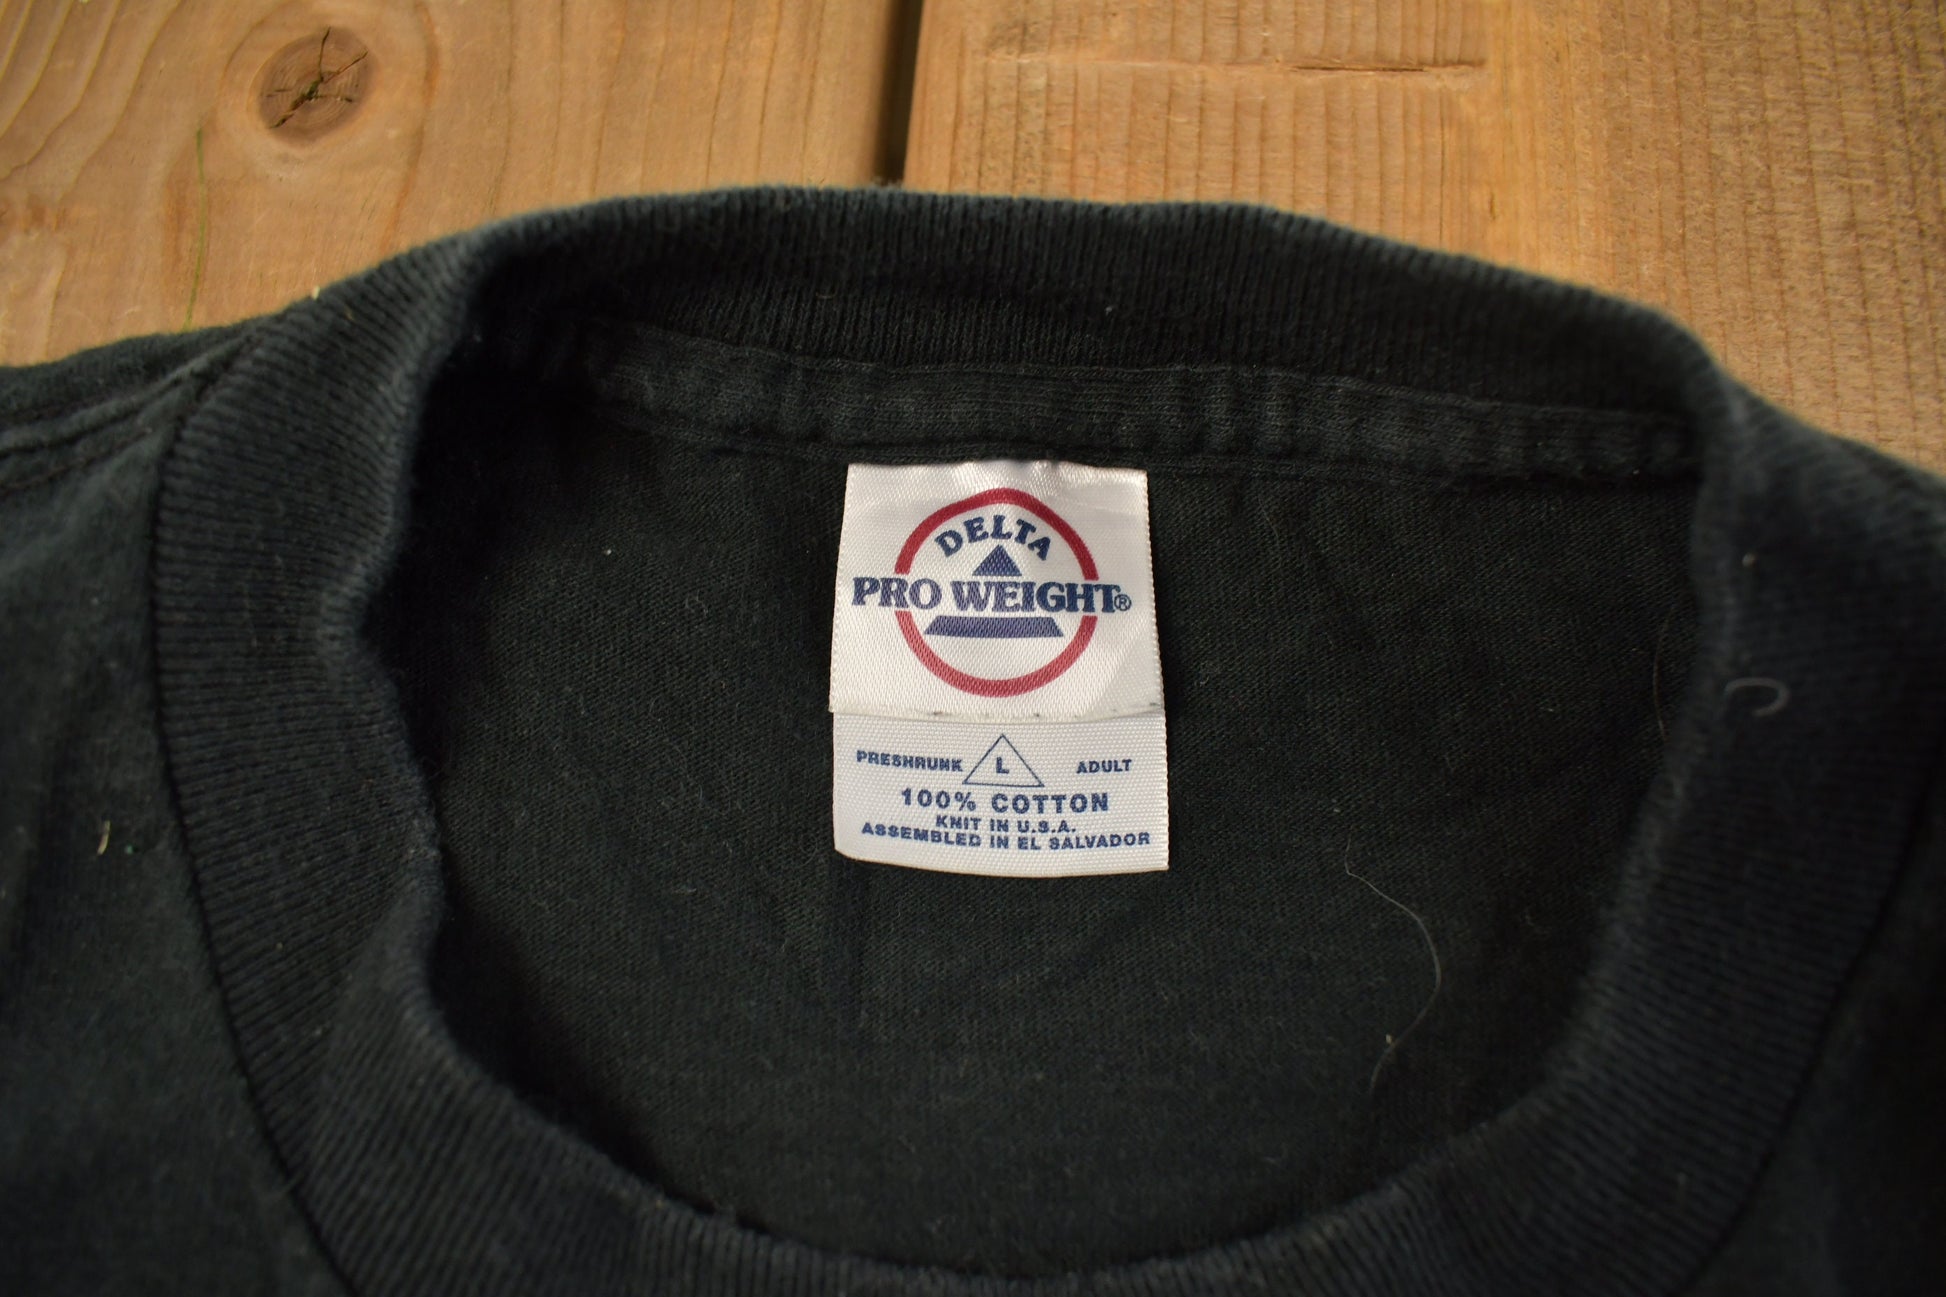 DELTA
PRO WEIGHT®
PRESHRUNK L ADULT
100% COTTON
KNIT IN U.S.A.
ASSEMBLED IN EL SALVADOR